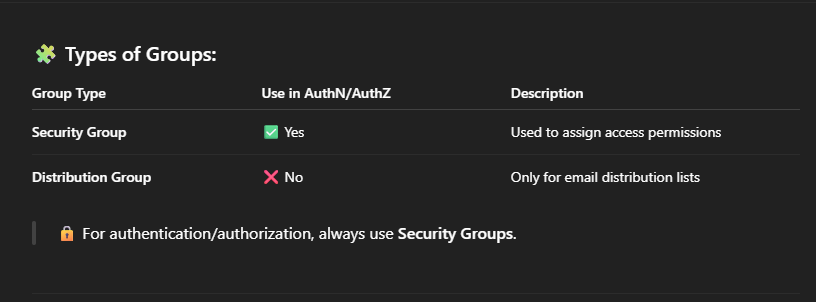 🧩 Types of Groups:
Group Type Use in AuthN/AuthZ Description
Security Group ✅ Yes Used to assign access permissions
Distribution Group ❌ No Only for email distribution lists
🔒 For authentication/authorization, always use Security Groups.